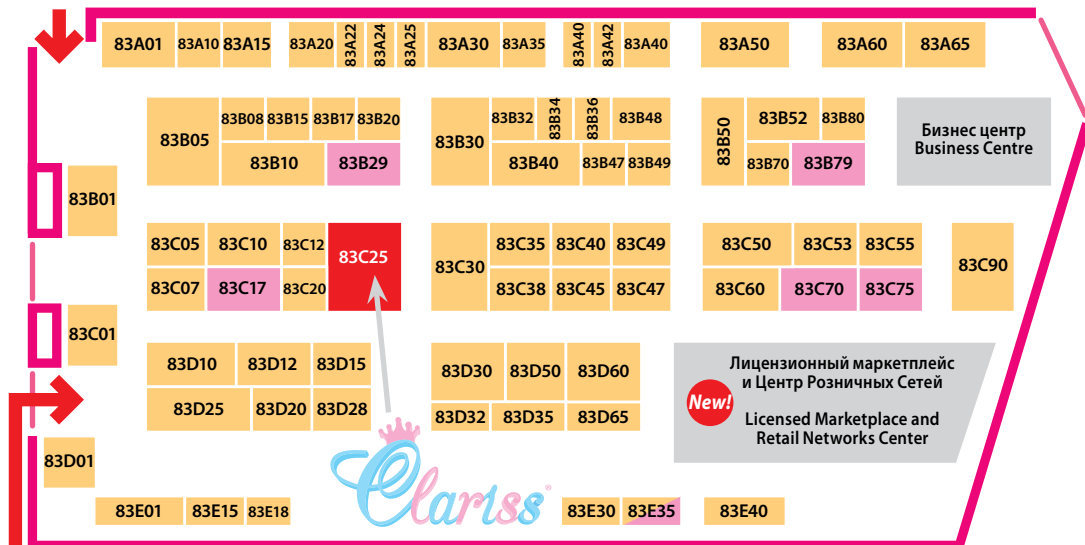 83A01 83A10 83A15 83A20 83A22 83A24 83A25 83A30 83A35 83A40 83A42 83A40 83A50 83A60 83A65
83B05 83B08 83B15 83B17 83B20 83B30 83B32 83B34 83B36 83B48 83B50 83B52 83B80
83B10 83B29 83B40 83B47 83B49 83B70 83B79
Бизнес центр
Business Centre
83B01
83C05 83C10 83C12 83C25 83C30 83C35 83C40 83C49 83C50 83C53 83C55 83C90
83C07 83C17 83C20 83C38 83C45 83C47 83C60 83C70 83C75
83C01
83D10 83D12 83D15 83D30 83D50 83D60
83D25 83D20 83D28 83D32 83D35 83D65
New!
Лицензионный маркетплейс
и Центр Розничных Сетей
Licensed Marketplace and
Retail Networks Center
83D01
Clariss®
83E01 83E15 83E18 83E30 83E35 83E40